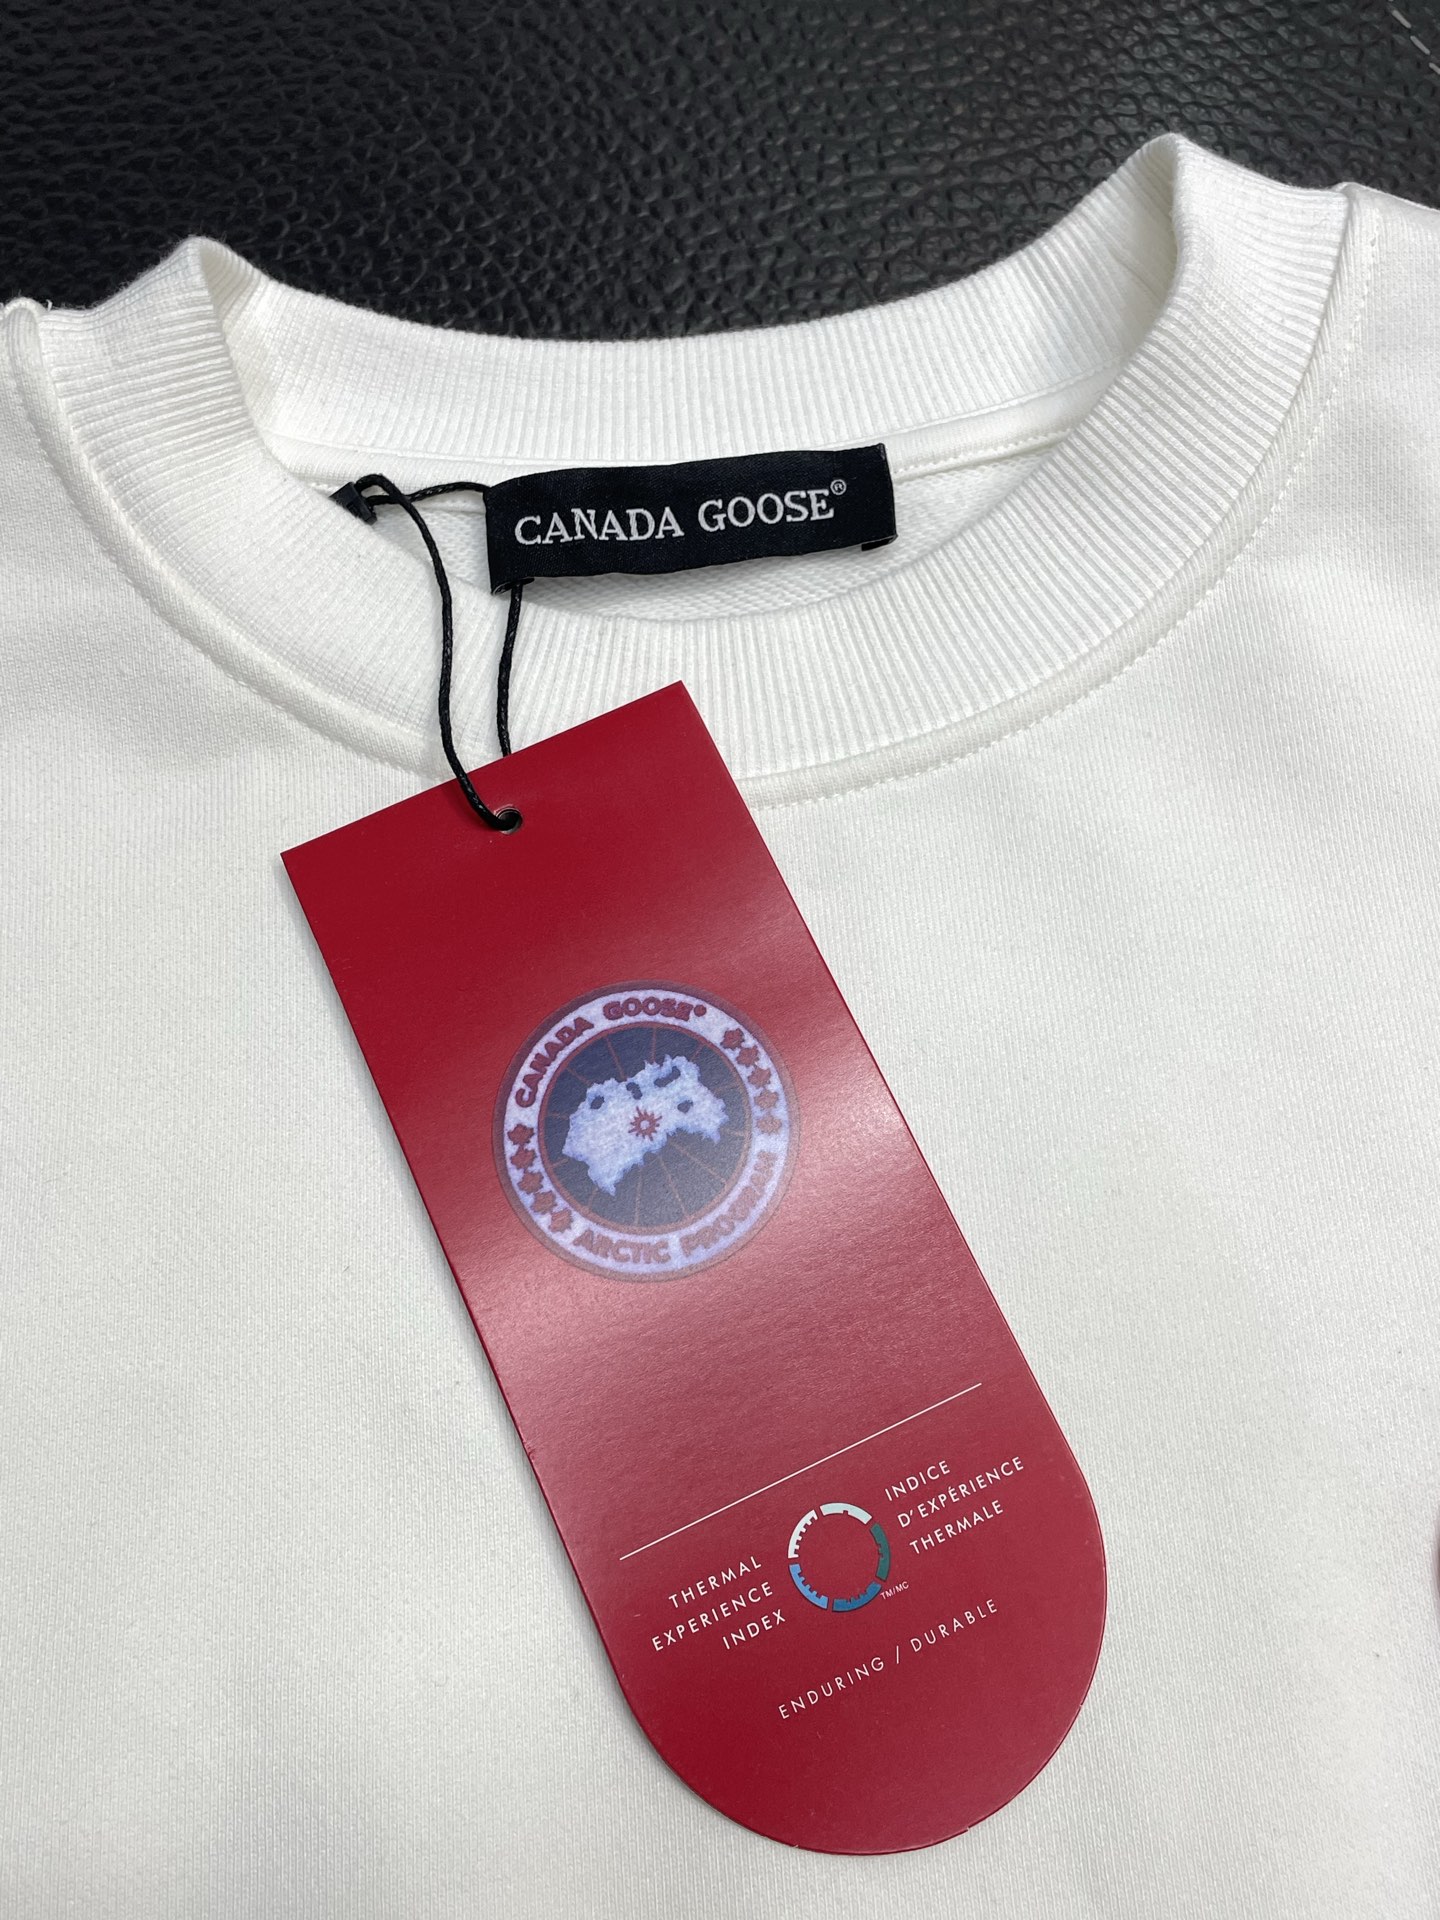 CANADA GOOSE®
CANADA GOOSE®
ARCTIC PROGRAM
THERMAL
EXPERIENCE
INDEX
INDICE
D'EXPÉRIENCE
THERMALE
TM/MC
ENDURING / DURABLE